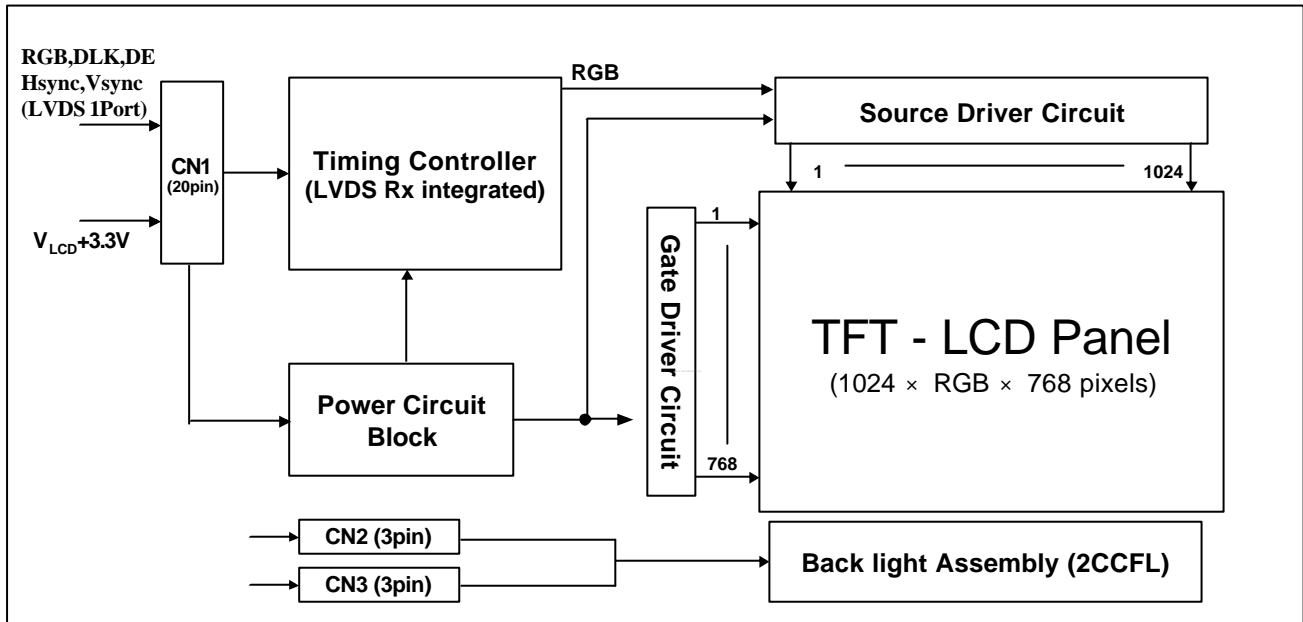 RGB,DLK,DE
Hsync,Vsync
(LVDS 1Port)
CN1
(20pin)
VLCD+3.3V
Timing Controller
(LVDS Rx integrated)
RGB
Source Driver Circuit
1
1024
Power Circuit
Block
Gate Driver Circuit
1
768
TFT - LCD Panel
(1024 × RGB × 768 pixels)
CN2 (3pin)
CN3 (3pin)
Back light Assembly (2CCFL)